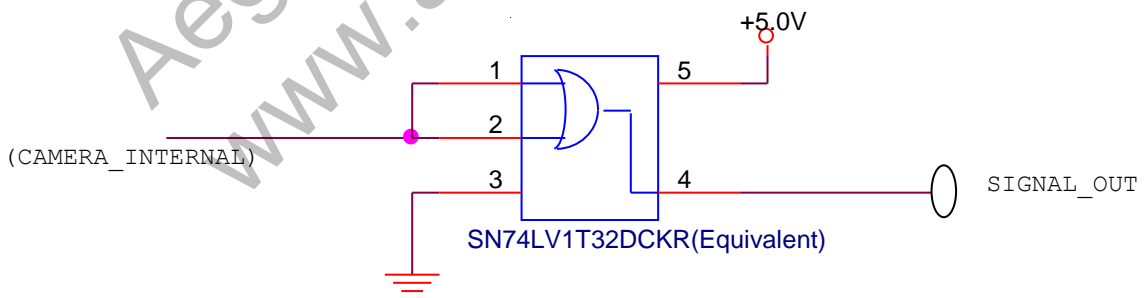 +5.0V
1
5
2
(CAMERA_INTERNAL)
3
4
SIGNAL_OUT
SN74LV1T32DCKR(Equivalent)